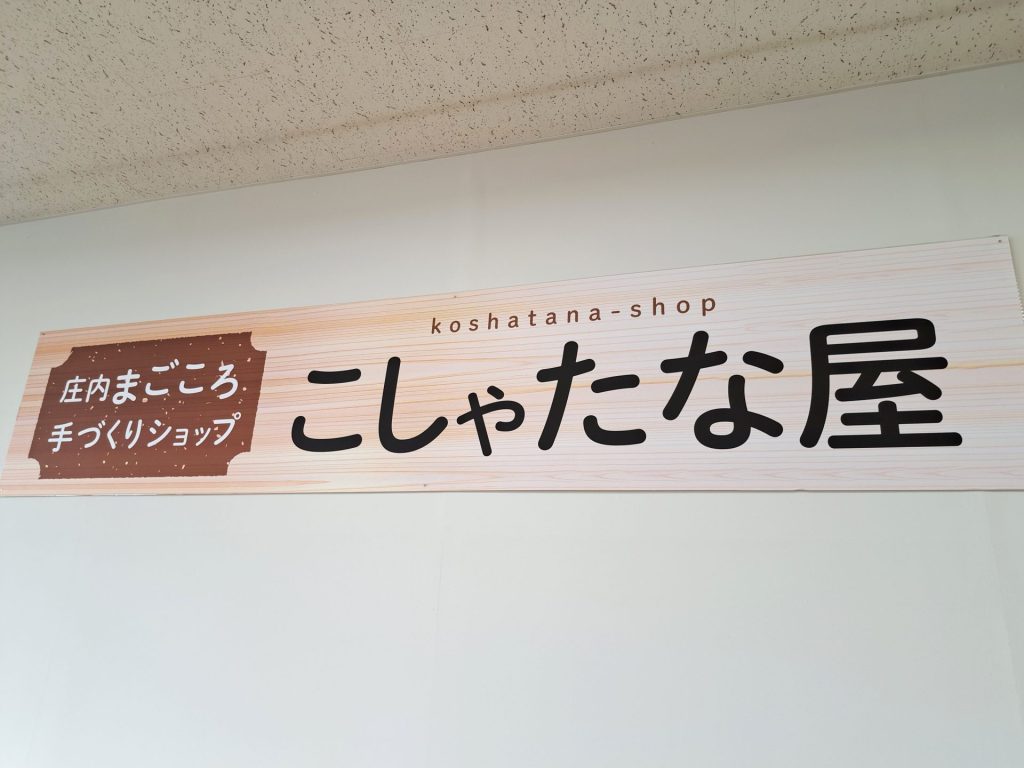 庄内まごころ
手づくりショップ
koshatana-shop
こしゃたな屋